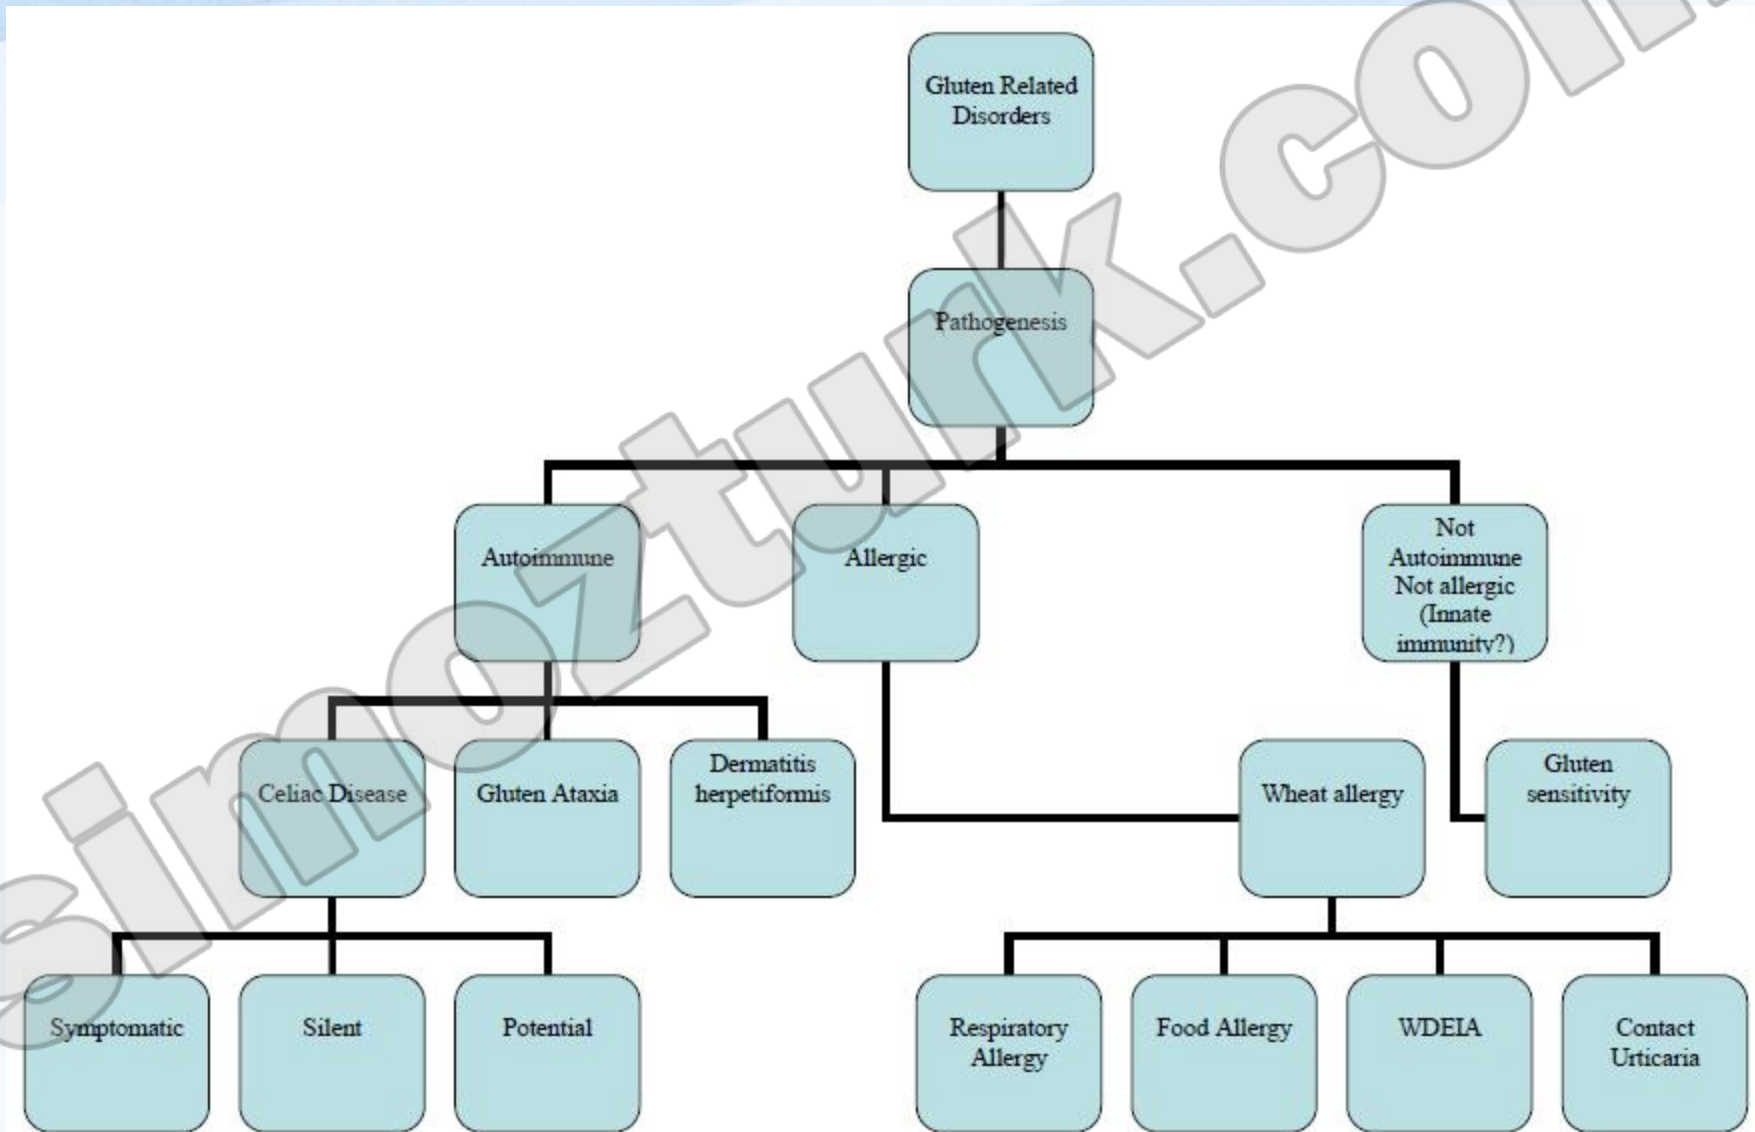 Gluten Related
Disorders
Pathogenesis
Autoimmune
Allergic
Not
Autoimmune
Not allergic
(Innate
immunity?)
Celiac Disease
Gluten Ataxia
Dermatitis
herpetiformis
Wheat allergy
Gluten
sensitivity
Symptomatic
Silent
Potential
Respiratory
Allergy
Food Allergy
WDEIA
Contact
Urticaria
simozturk.com